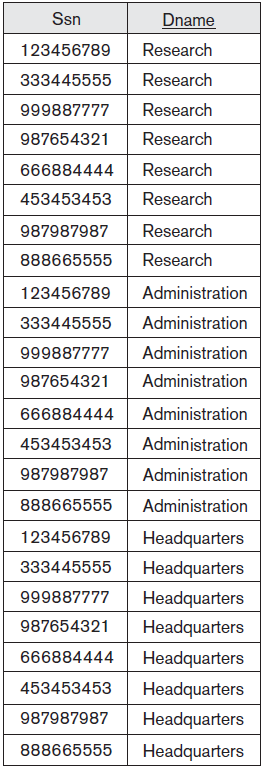 Ssn Dname
123456789 Research
333445555 Research
999887777 Research
987654321 Research
666884444 Research
453453453 Research
987987987 Research
888665555 Research
123456789 Administration
333445555 Administration
999887777 Administration
987654321 Administration
666884444 Administration
453453453 Administration
987987987 Administration
888665555 Administration
123456789 Headquarters
333445555 Headquarters
999887777 Headquarters
987654321 Headquarters
666884444 Headquarters
453453453 Headquarters
987987987 Headquarters
888665555 Headquarters